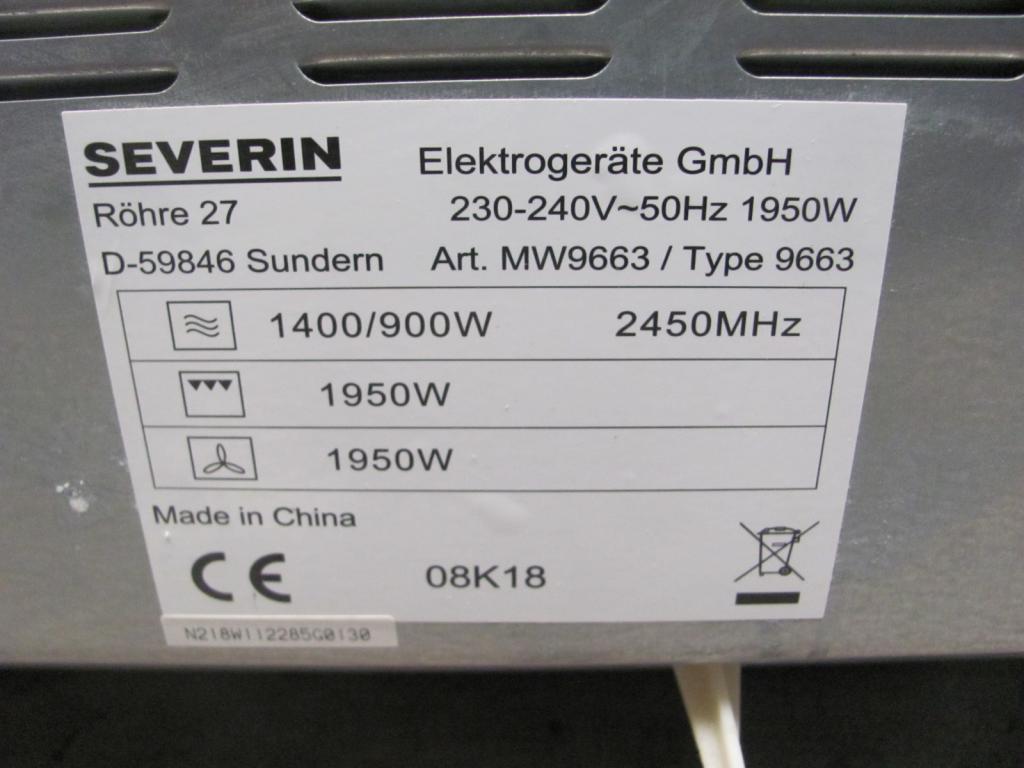 SEVERIN Elektrogeräte GmbH
Röhre 27 230-240V~50Hz 1950W
D-59846 Sundern Art. MW9663 / Type 9663
1400/900W 2450MHz
1950W
1950W
Made in China
CE 08K18
N218W112285G0130